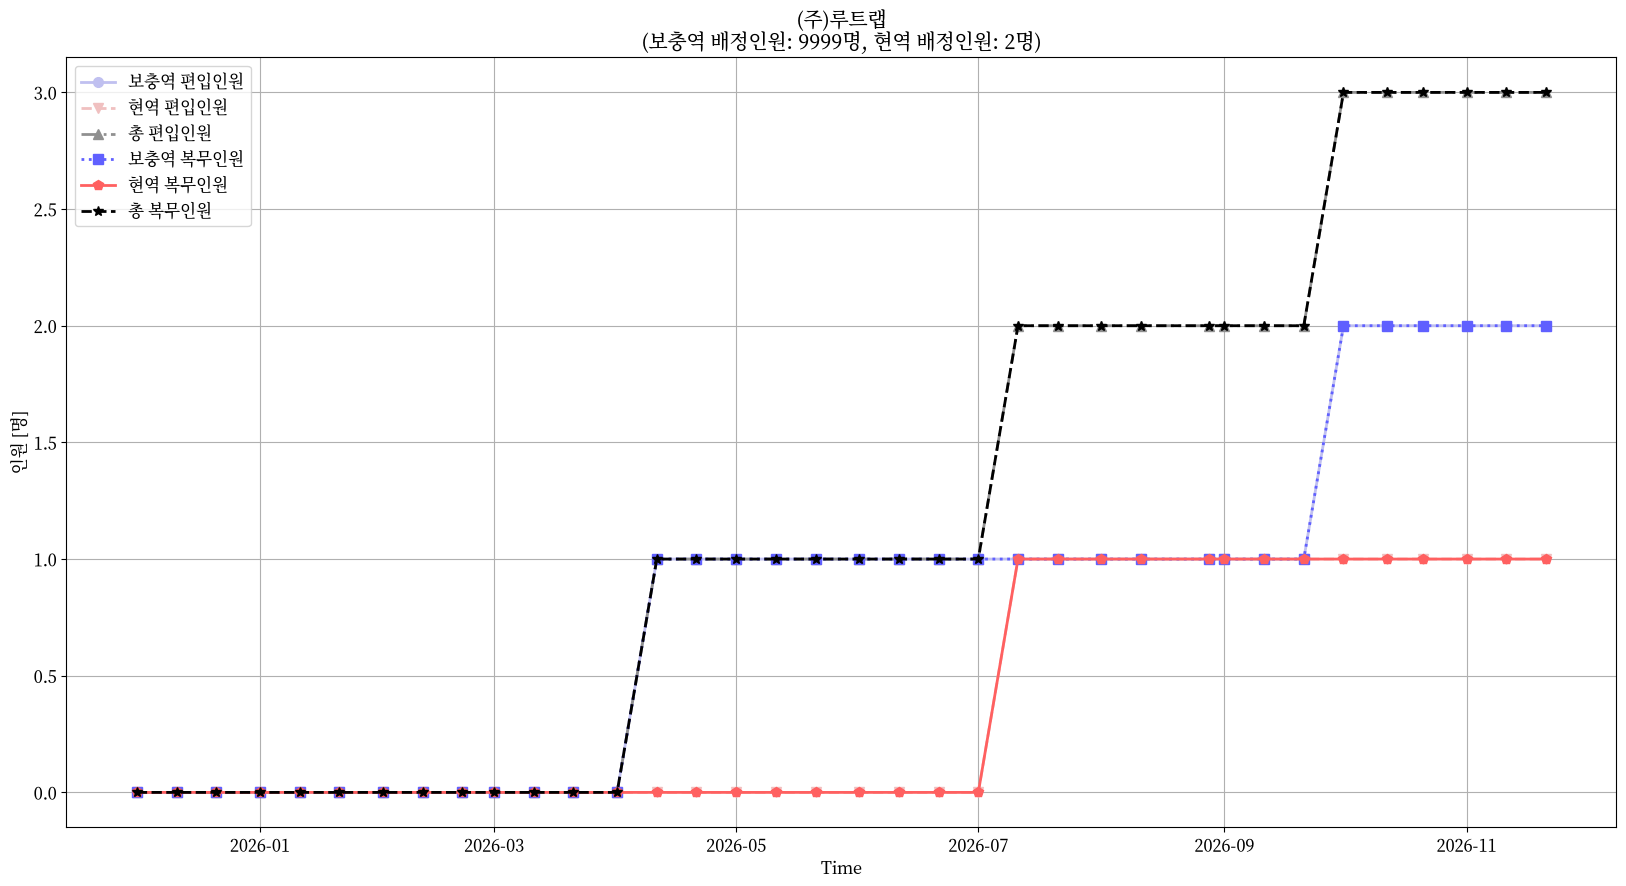 (주)루트랩
(보충역 배정인원: 9999명, 현역 배정인원: 2명)
보충역 편입인원
현역 편입인원
총 편입인원
보충역 복무인원
현역 복무인원
총 복무인원
인원 [명]
3.0
2.5
2.0
1.5
1.0
0.5
0.0
2026-01
2026-03
2026-05
2026-07
2026-09
2026-11
Time